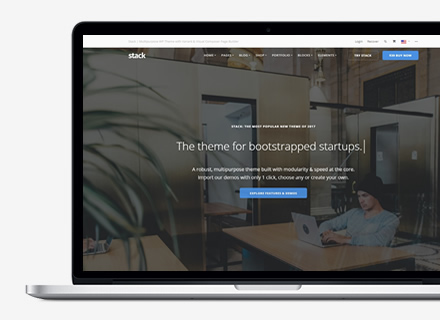 Login
stack
HOME PAGES BLOG SHOP PORTFOLIO BLOCKS ELEMENTS TRY STACK BUY NOW
STACK: THE MOST POPULAR NEW THEME OF 2017
The theme for bootstrapped startups.
A robust, multipurpose theme built with modularity & speed at the core.
Import our demos with only 1 click, choose any or create your own.
EXPLORE FEATURES & DEMOS